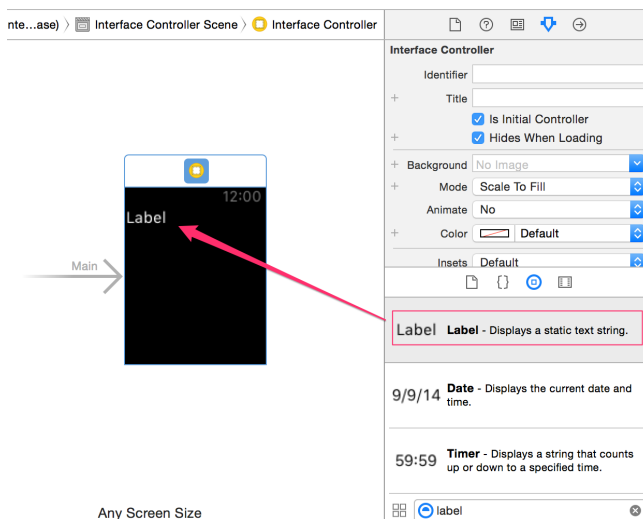 nte...ase) 〉 Interface Controller Scene 〉 Interface Controller
Interface Controller
Identifier
+ Title
Is Initial Controller
+ Hides When Loading
+ Background No Image
+ Mode Scale To Fill
Animate No
+ Color Default
Insets Default
12:00
Label
Main
Label Label - Displays a static text string.
9/9/14 Date - Displays the current date and
time.
59:59 Timer - Displays a string that counts
up or down to a specified time.
label
Any Screen Size